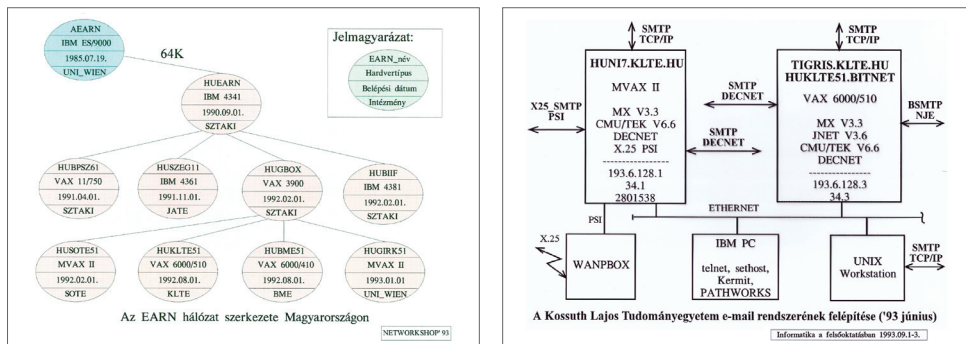 AEARN
IBM ES/9000
1985.07.19.
UNI_WIEN
64K
Jelmagyarázat:
EARN_név
Hardvertípus
Belépési dátum
Intézmény
HUEARN
IBM 4341
1990.09.01.
SZTAKI
HUBPSZ61
VAX 11/750
1991.04.01.
SZTAKI
HUSZEG11
IBM 4361
1991.11.01.
JATE
HUGBOX
VAX 3900
1992.02.01.
SZTAKI
HUBIIF
IBM 4381
1992.02.01.
SZTAKI
HUSOTE51
MVAX II
1992.02.01.
SOTE
HUKLTE51
VAX 6000/510
1992.08.01.
KLTE
HUBME51
VAX 6000/410
1992.08.01.
BME
HUGIRK51
MVAX II
1993.01.01
UNI_WIEN
Az EARN hálózat szerkezete Magyarországon
NETWORKSHOP' 93
SMTP
TCP/IP
SMTP
TCP/IP
HUNI7.KLTE.HU
MVAX II
MX V3.3
CMU/TEK V6.6
DECNET
X.25 PSI
----------------
193.6.128.1
34.1
2801538
X25_SMTP
PSI
SMTP
DECNET
SMTP
DECNET
TIGRIS.KLTE.HU
HUKLTE51.BITNET
VAX 6000/510
MX V3.3
JNET V3.6
CMU/TEK V6.6
DECNET
----------------
193.6.128.3
34.3
BSMTP
NJE
ETHERNET
PSI
X.25
WANPBOX
IBM PC
telnet, sethost,
Kermit,
PATHWORKS
UNIX
Workstation
SMTP
TCP/IP
A Kossuth Lajos Tudományegyetem e-mail rendszerének felépítése ('93 június)
Informatika a felsőoktatásban 1993.09.1-3.